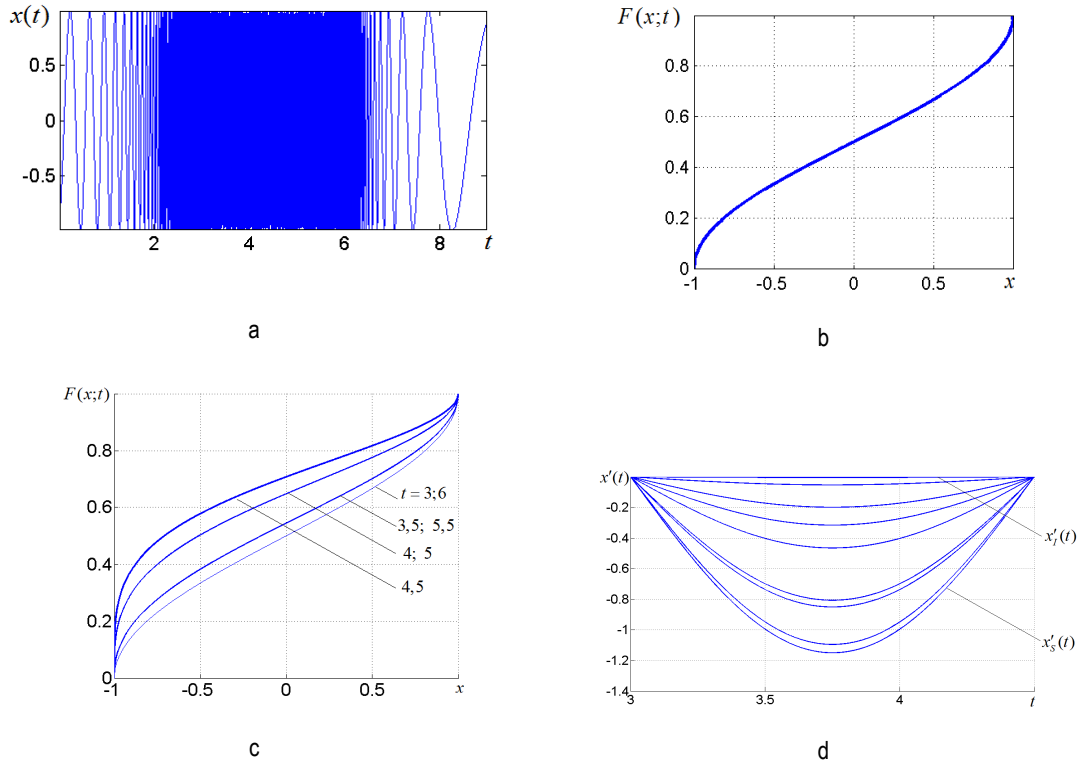 x(t)
0.5
0
-0.5
2
4
6
8
t
a
F(x;t)
0.8
0.6
0.4
0.2
0
-1
-0.5
0
0.5
x
b
F(x;t)
0.8
0.6
0.4
0.2
0
-1
-0.5
0
0.5
x
t = 3;6
3,5; 5,5
4; 5
4,5
c
x′(t)
-0.2
-0.4
-0.6
-0.8
-1
-1.2
-1.4
3
3.5
4
t
x′I(t)
x′S(t)
d